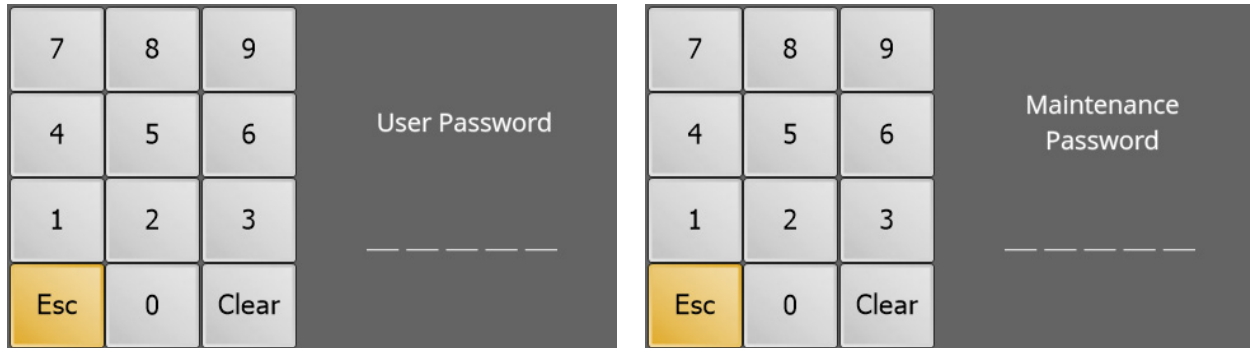 7 8 9
User Password
4 5 6
1 2 3
Esc 0 Clear
7 8 9
Maintenance
Password
4 5 6
1 2 3
Esc 0 Clear